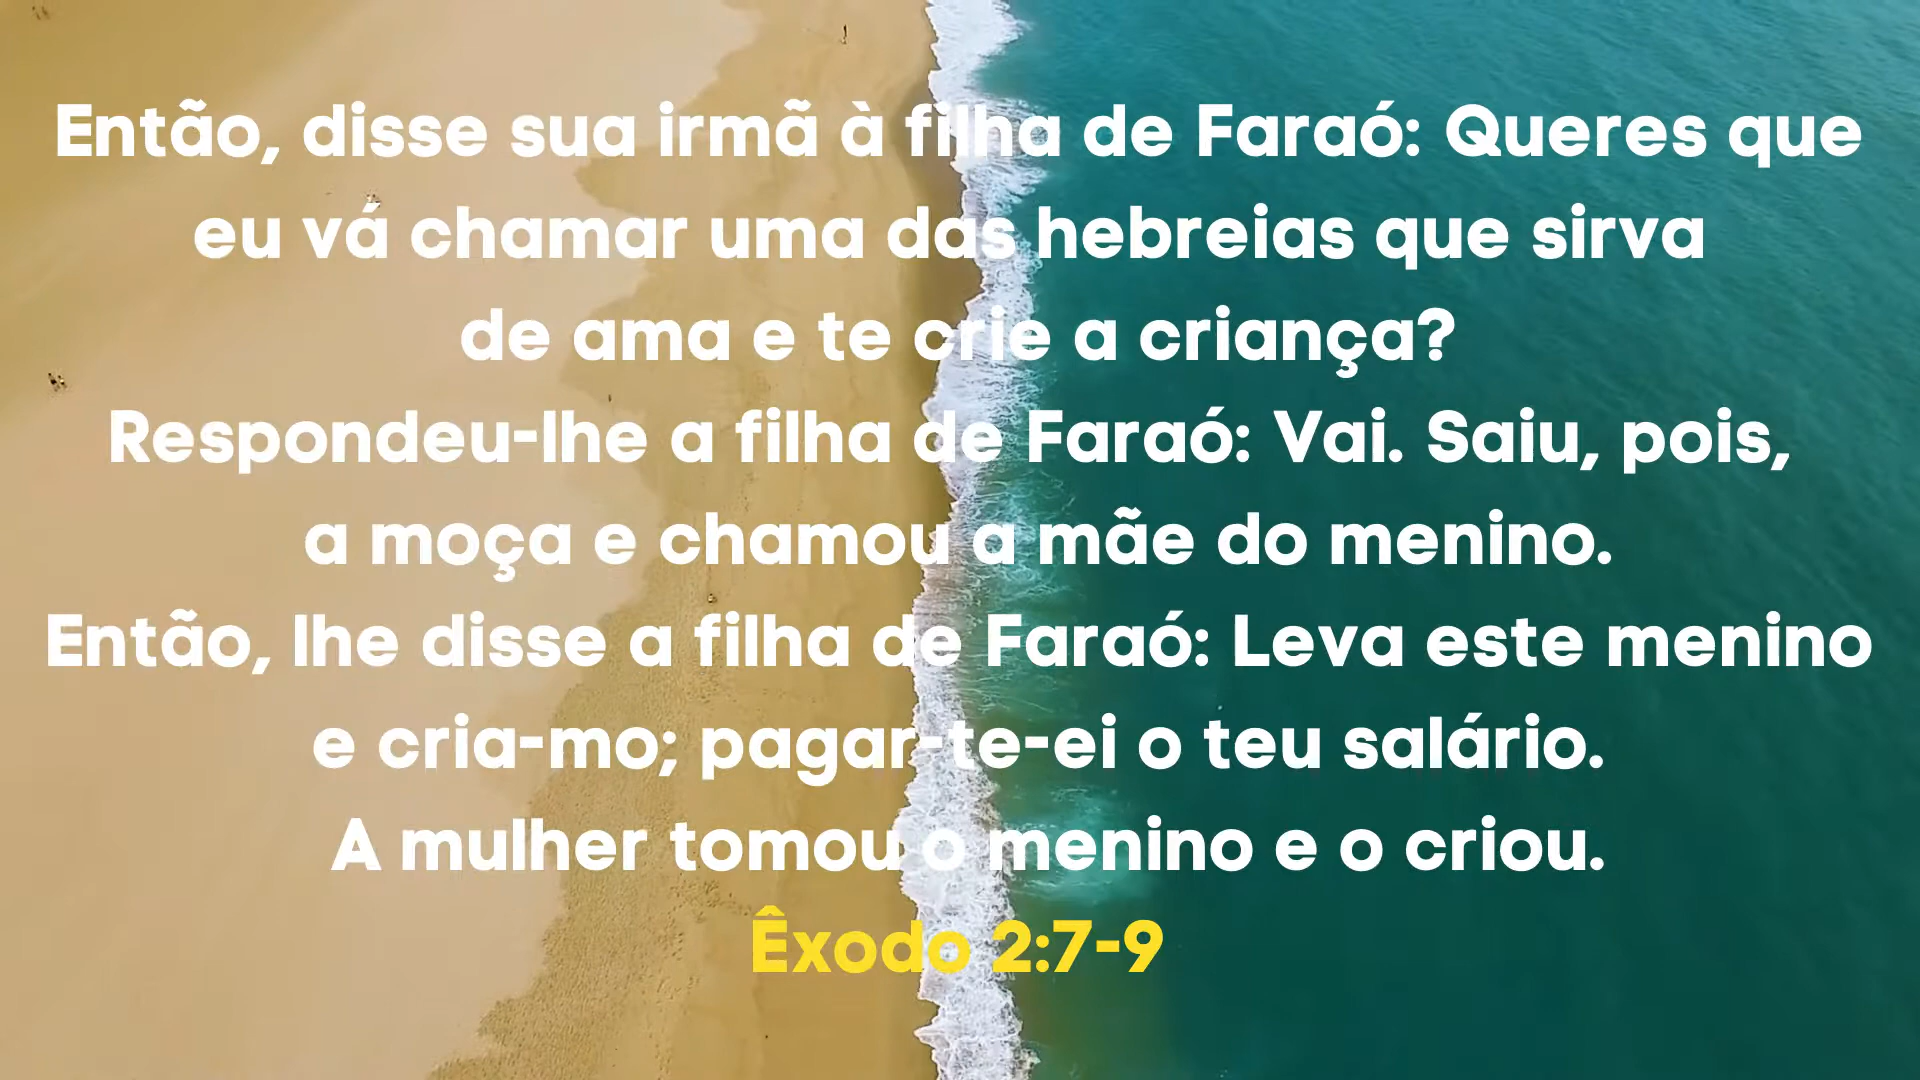 Então, disse sua irmã à filha de Faraó: Queres que
eu vá chamar uma das hebreias que sirva
de ama e te crie a criança?
Respondeu-lhe a filha de Faraó: Vai. Saiu, pois,
a moça e chamou a mãe do menino.
Então, lhe disse a filha de Faraó: Leva este menino
e cria-mo; pagar-te-ei o teu salário.
A mulher tomou o menino e o criou.
Êxodo 2:7-9